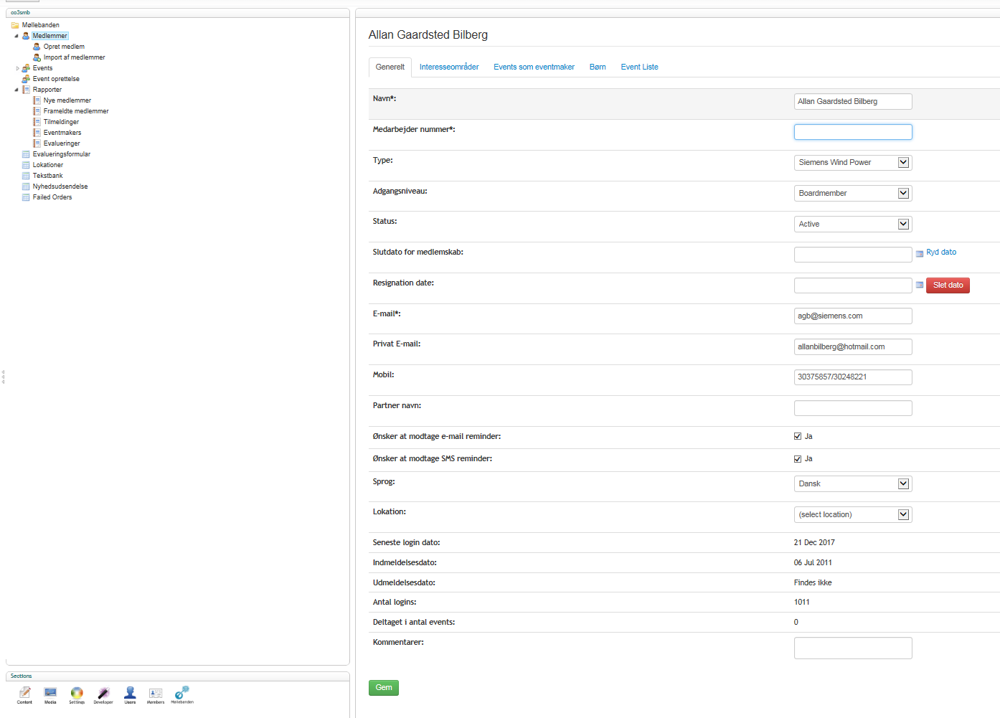 co3smb
Møllebanden
Medlemmer
Opret medlem
Import af medlemmer
Events
Event oprettelse
Rapporter
Nye medlemmer
Frameldte medlemmer
Tilmeldinger
Eventmakers
Evalueringer
Evalueringsformular
Lokationer
Tekstbank
Nyhedsudsendelse
Failed Orders
Sections
Content Media Settings Developer Users Members Møllebanden
Allan Gaardsted Bilberg
Generelt Interesseområder Events som eventmaker Børn Event Liste
Navn*: Allan Gaardsted Bilberg
Medarbejder nummer*:
Type: Siemens Wind Power
Adgangsniveau: Boardmember
Status: Active
Slutdato for medlemskab: Ryd dato
Resignation date: Slet dato
E-mail*: agb@siemens.com
Privat E-mail: allanbilberg@hotmail.com
Mobil: 30375857/30248221
Partner navn:
Ønsker at modtage e-mail reminder: Ja
Ønsker at modtage SMS reminder: Ja
Sprog: Dansk
Lokation: (select location)
Seneste login dato: 21 Dec 2017
Indmeldelsesdato: 06 Jul 2011
Udmeldelsesdato: Findes ikke
Antal logins: 1011
Deltaget i antal events: 0
Kommentarer:
Gem